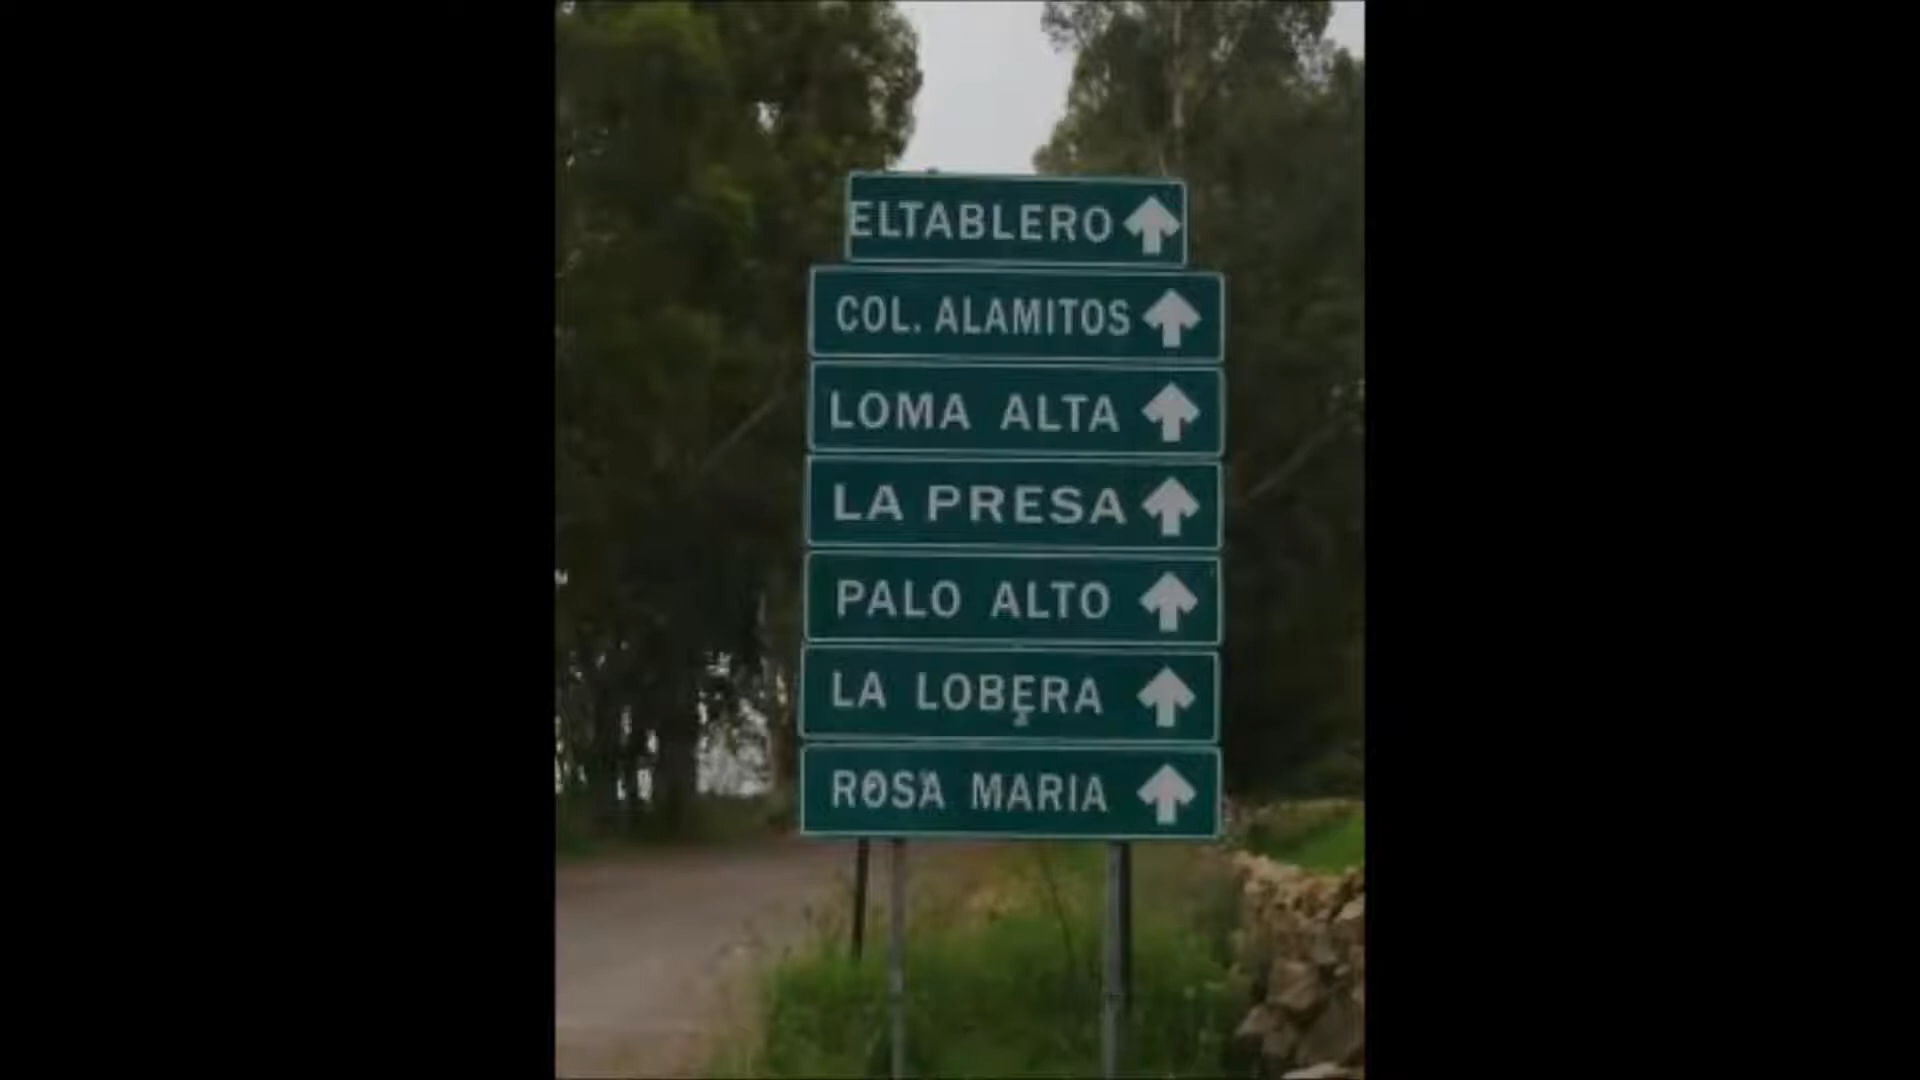 ELTABLERO
COL. ALAMITOS
LOMA ALTA
LA PRESA
PALO ALTO
LA LOBERA
ROSA MARIA